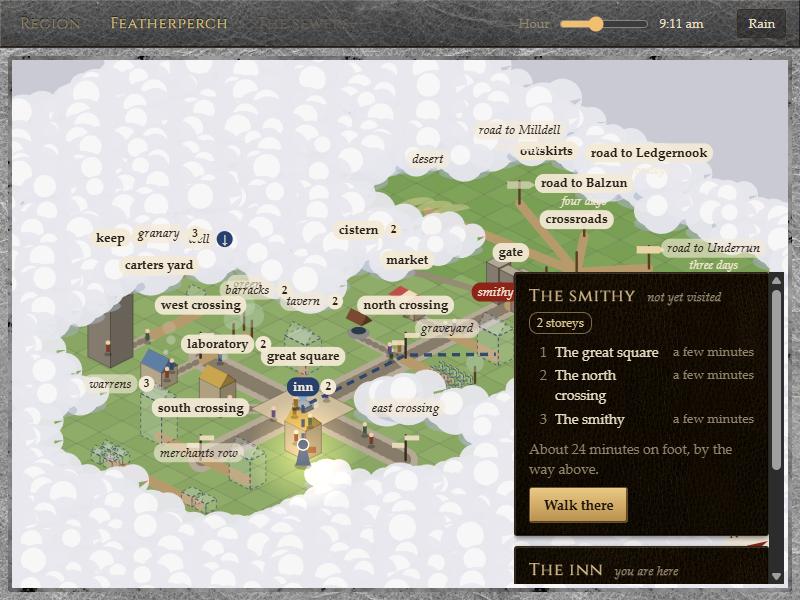 Region
Featherperch
The Sewers
Hour
9:11 am
Rain
road to Milldell
outskirts
road to Ledgernook
desert
road to Balzun
four days
crossroads
cistern 2
keep
granary 3
well
carters yard
market
gate
road to Underrun
three days
green
barracks 2
tavern 2
west crossing
north crossing
smithy
graveyard
laboratory 2
great square
warrens 3
inn 2
south crossing
east crossing
merchants row
The Smithy not yet visited
2 storeys
1 The great square a few minutes
2 The north crossing a few minutes
3 The smithy a few minutes
About 24 minutes on foot, by the
way above.
Walk there
The Inn you are here